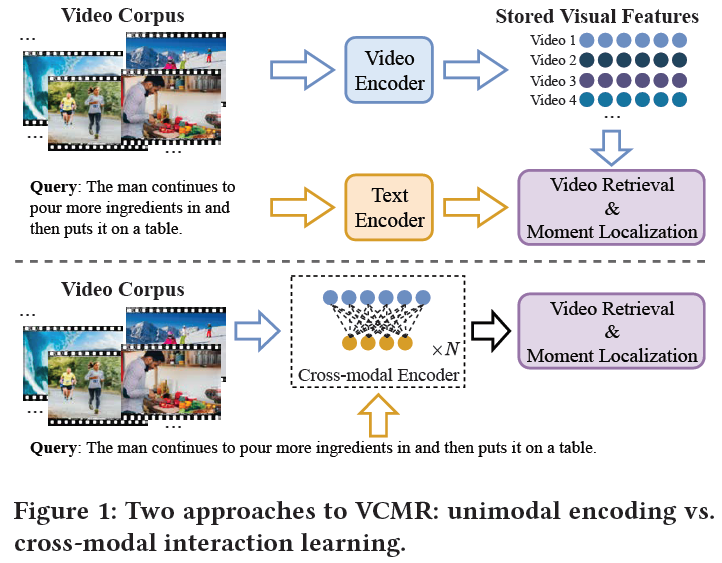 Video Corpus
...
...
...
Query: The man continues to
pour more ingredients in and
then puts it on a table.
Video
Encoder
Text
Encoder
Stored Visual Features
Video 1
Video 2
Video 3
Video 4
...
Video Retrieval
&
Moment Localization
Video Corpus
...
...
...
×N
Cross-modal Encoder
Video Retrieval
&
Moment Localization
Query: The man continues to pour more ingredients in and then puts it on a table.
Figure 1: Two approaches to VCMR: unimodal encoding vs.
cross-modal interaction learning.